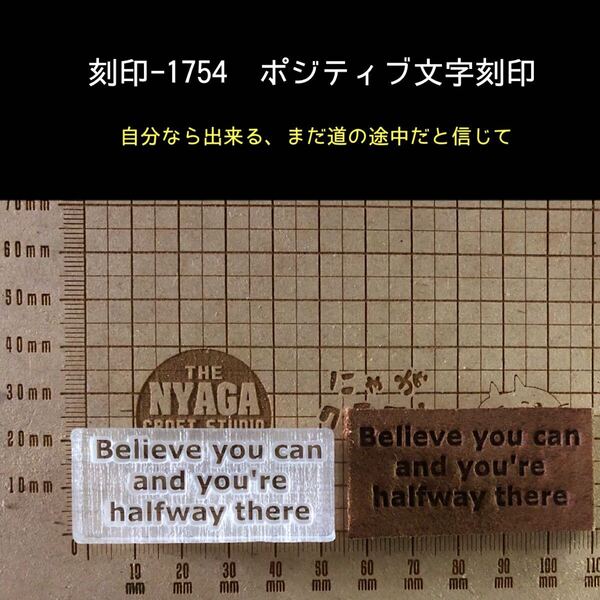 刻印-1754 ポジティブ文字刻印
自分なら出来る、まだ道の途中だと信じて
70mm
60mm
50mm
40mm
30mm
20mm
10mm
THE
NYAGA
CROFT STUDIO
にゃが
Believe you can
and you're
halfway there
Believe you can
and you're
halfway there
10 mm
20 mm
30 mm
40 mm
50 mm
60 mm
70 mm
80 mm
90 mm
100 mm
110 mm